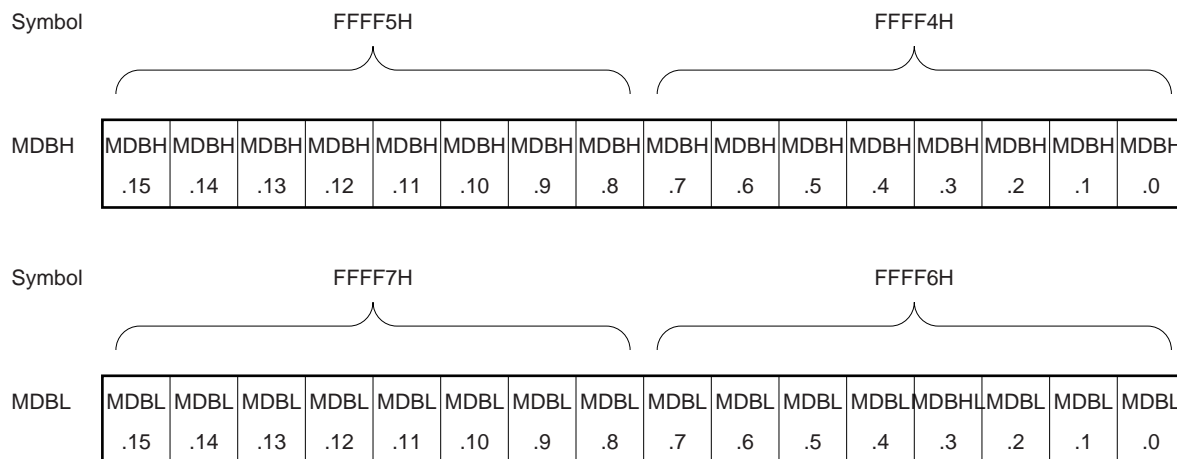 Symbol FFFF5H FFFF4H
MDBH MDBH MDBH MDBH MDBH MDBH MDBH MDBH MDBH MDBH MDBH MDBH MDBH MDBH MDBH MDBH MDBH
.15 .14 .13 .12 .11 .10 .9 .8 .7 .6 .5 .4 .3 .2 .1 .0
Symbol FFFF7H FFFF6H
MDBL MDBL MDBL MDBL MDBL MDBL MDBL MDBL MDBL MDBL MDBL MDBL MDBL MDBHL MDBL MDBL MDBL
.15 .14 .13 .12 .11 .10 .9 .8 .7 .6 .5 .4 .3 .2 .1 .0